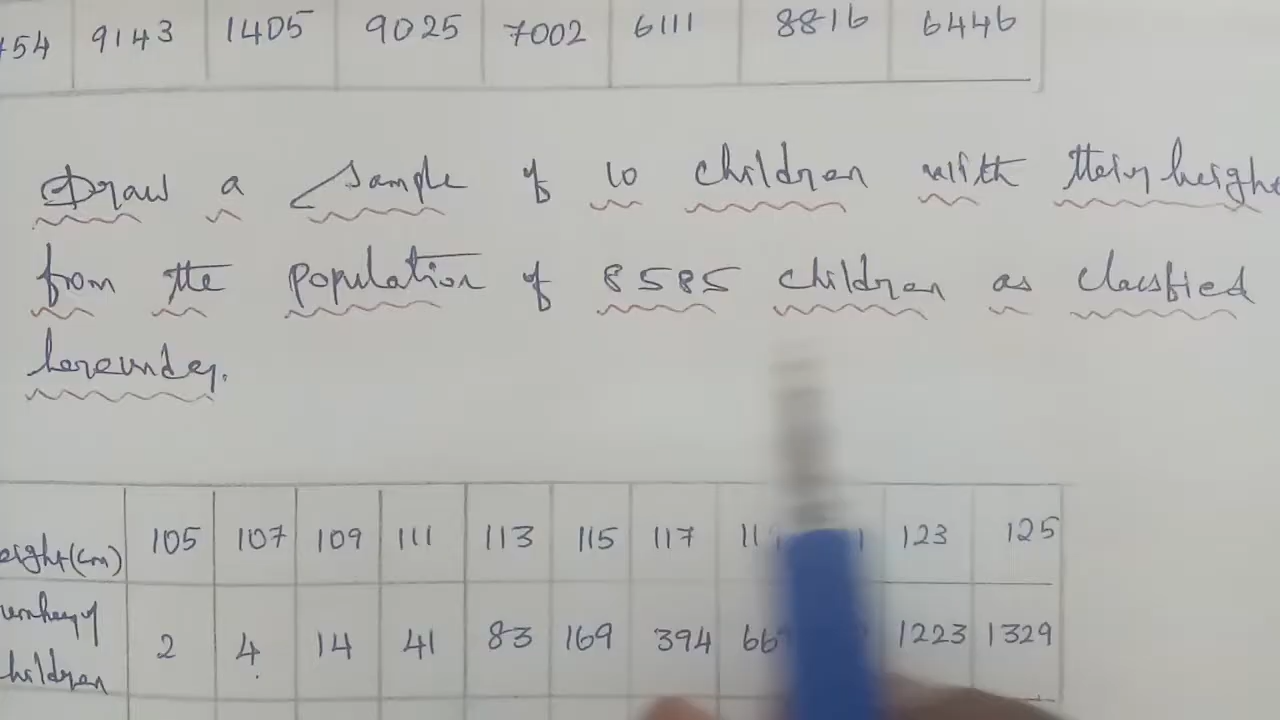 454 9143 1405 9025 7002 6111 8816 6446
Draw a Sample of 10 children with their height
from the population of 8585 children as classified
hereunder.
105 107 109 111 113 115 117 123 125
children 2 4 14 41 83 169 394 1223 1329